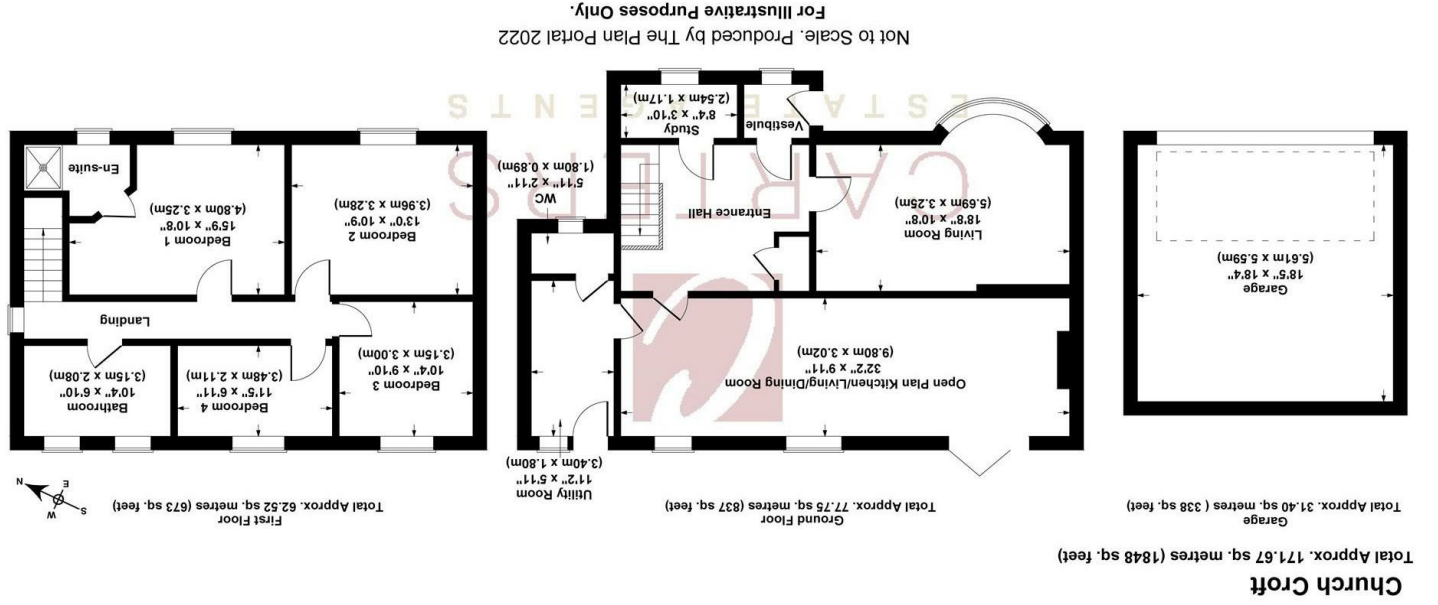 Church Croft
Total Approx. 171.67 sq. metres (1848 sq. feet)
Garage
Total Approx. 31.40 sq. metres ( 338 sq. feet)
Ground Floor
Total Approx. 77.75 sq. metres (837 sq. feet)
First Floor
Total Approx. 62.52 sq. metres (673 sq. feet)
S
W
E
N
Garage
18'5" x 18'4"
(5.61m x 5.59m)
Open Plan Kitchen/Living/Dining Room
32'2" x 9'11"
(9.80m x 3.02m)
Utility Room
11'2" x 5'11"
(3.40m x 1.80m)
Living Room
18'8" x 10'8"
(5.69m x 3.25m)
Entrance Hall
WC
5'11" x 2'11"
(1.80m x 0.89m)
Vestibule
Study
8'4" x 3'10"
(2.54m x 1.17m)
Bedroom 3
10'4" x 9'10"
(3.15m x 3.00m)
Bedroom 4
11'5" x 6'11"
(3.48m x 2.11m)
Bathroom
10'4" x 6'10"
(3.15m x 2.08m)
Landing
Bedroom 2
13'0" x 10'9"
(3.96m x 3.28m)
Bedroom 1
15'9" x 10'8"
(4.80m x 3.25m)
En-suite
CARTERS
ESTATE AGENTS
Not to Scale. Produced by The Plan Portal 2022
For Illustrative Purposes Only.